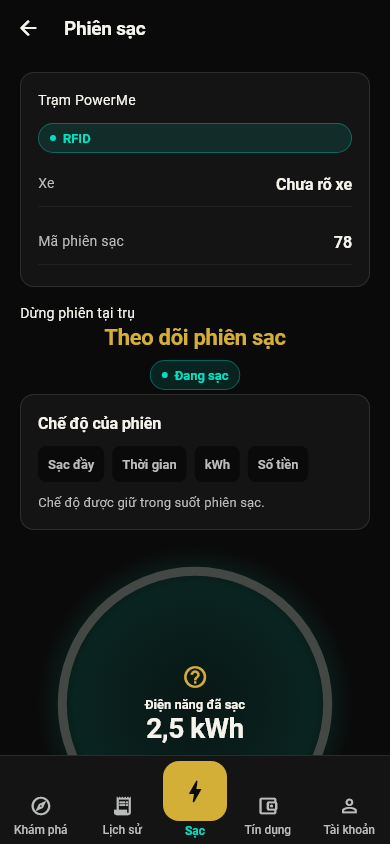 Phiên sạc
Trạm PowerMe
RFID
Xe
Chưa rõ xe
Mã phiên sạc
78
Dừng phiên tại trụ
Theo dõi phiên sạc
Đang sạc
Chế độ của phiên
Sạc đầy
Thời gian
kWh
Số tiền
Chế độ được giữ trong suốt phiên sạc.
?
Điện năng đã sạc
2,5 kWh
Khám phá
Lịch sử
Sạc
Tín dụng
Tài khoản